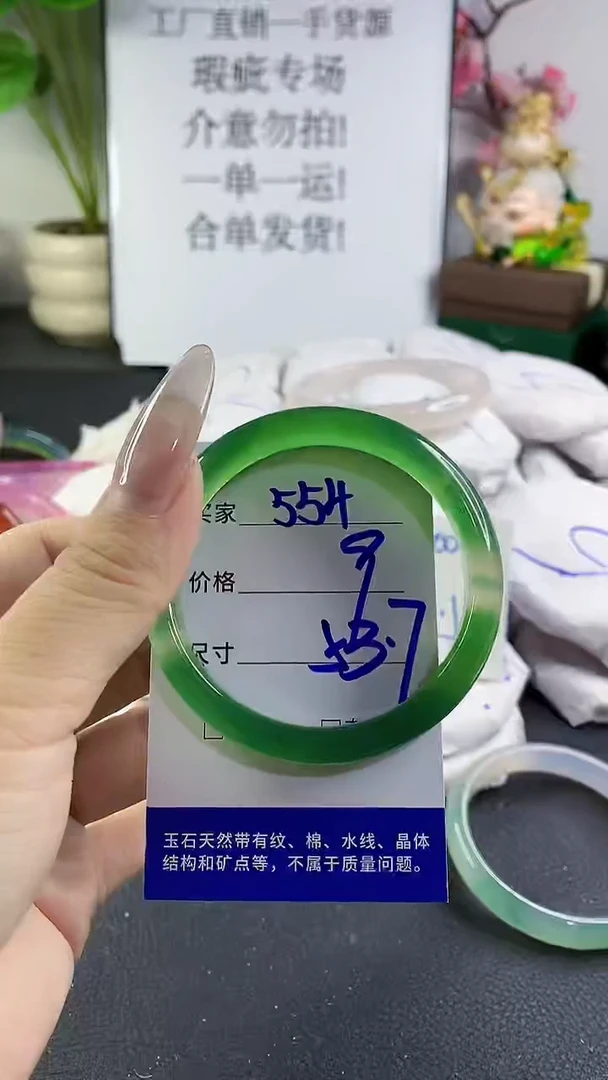 工厂直销一手货源
瑕疵专场
介意勿拍!
一单一运!
合单发货!
买家 554
价格 8
尺寸 53.7
玉石天然带有纹、棉、水线、晶体
结构和矿点等，不属于质量问题。